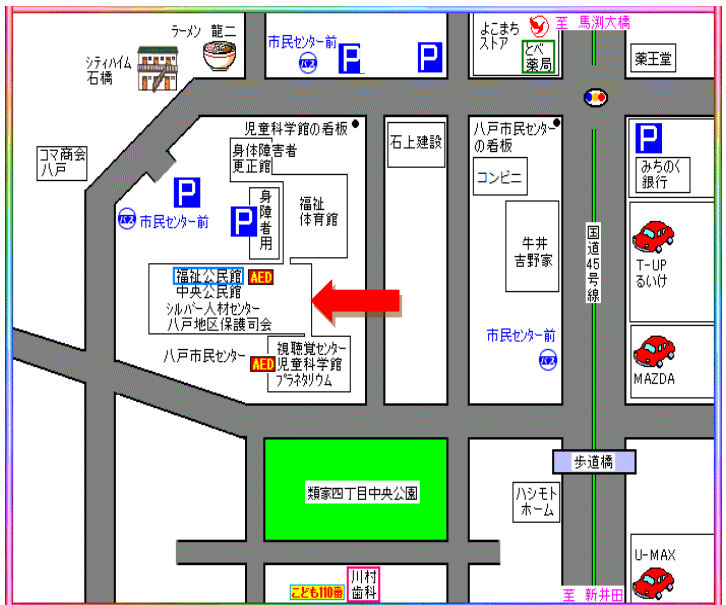 至 馬渕大橋
ラーメン 龍二
市民センター前
バス
P
P
よこまち
ストア
とべ
薬局
薬王堂
シティハイム
石橋
コマ商会
八戸
児童科学館の看板
身体障害者
更正館
石上建設
八戸市民センター
の看板
コンビニ
P
みちのく
銀行
P
バス
市民センター前
P
身障者用
福祉
体育館
牛丼
吉野家
国道45号線
T-UP
るいけ
福祉公民館
AED
中央公民館
シルバー人材センター
八戸地区保護司会
八戸市民センター
AED
視聴覚センター
児童科学館
プラネタリウム
市民センター前
バス
MAZDA
歩道橋
類家四丁目中央公園
ハシモト
ホーム
U-MAX
こども110番
川村
歯科
至 新井田